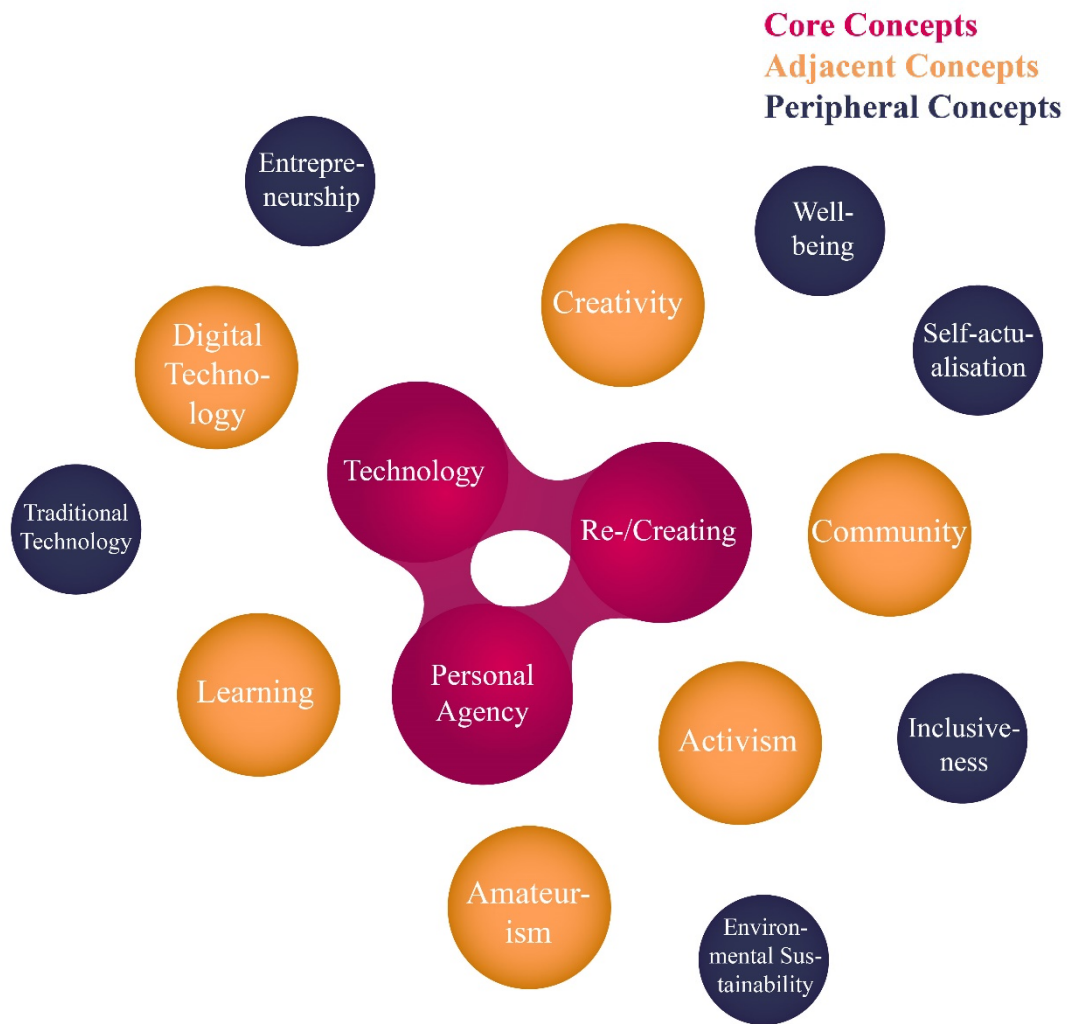 Core Concepts
Adjacent Concepts
Peripheral Concepts
Entrepre-
neurship
Well-
being
Creativity
Self-actu-
alisation
Digital
Techno-
logy
Technology
Re-/Creating
Community
Traditional
Technology
Learning
Personal
Agency
Activism
Inclusive-
ness
Amateur-
ism
Environ-
mental Sus-
tainability